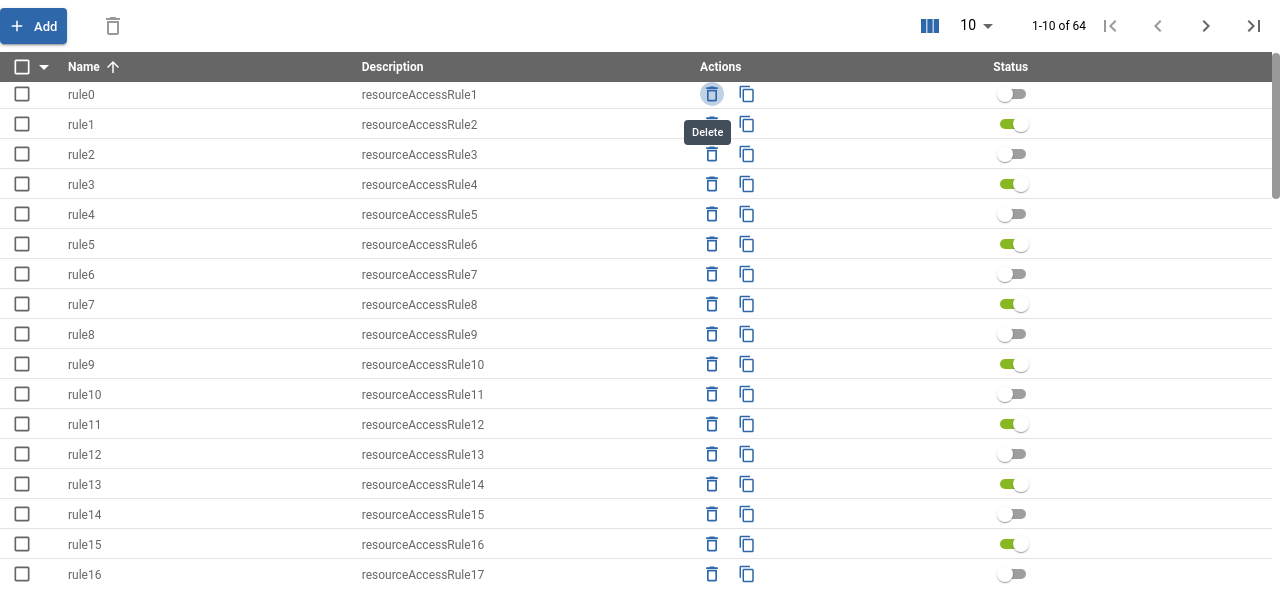 Add 10 1-10 of 64
Name Description Actions Status
rule0 resourceAccessRule1
rule1 resourceAccessRule2
Delete
rule2 resourceAccessRule3
rule3 resourceAccessRule4
rule4 resourceAccessRule5
rule5 resourceAccessRule6
rule6 resourceAccessRule7
rule7 resourceAccessRule8
rule8 resourceAccessRule9
rule9 resourceAccessRule10
rule10 resourceAccessRule11
rule11 resourceAccessRule12
rule12 resourceAccessRule13
rule13 resourceAccessRule14
rule14 resourceAccessRule15
rule15 resourceAccessRule16
rule16 resourceAccessRule17